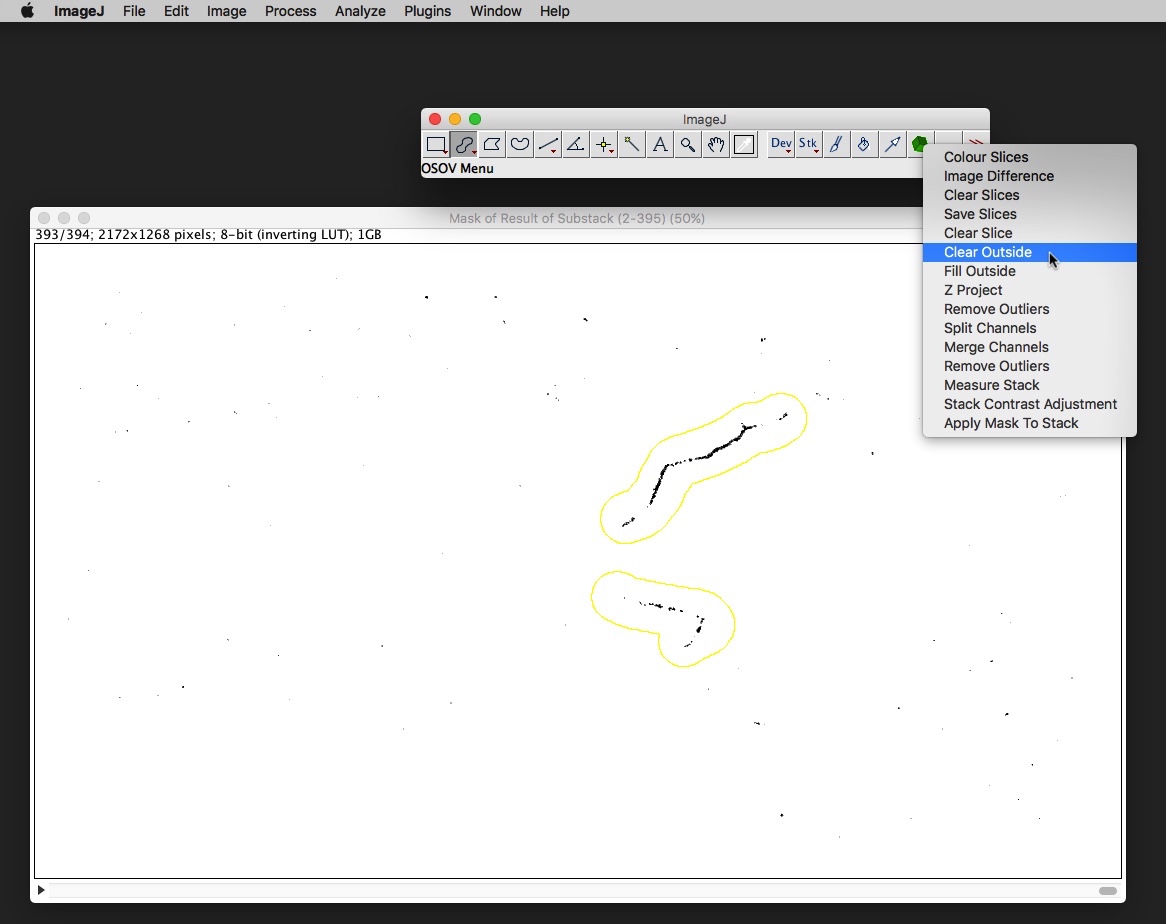 ImageJ File Edit Image Process Analyze Plugins Window Help
ImageJ
A Dev Stk >>
OSOV Menu
Mask of Result of Substack (2-395) (50%)
393/394; 2172x1268 pixels; 8-bit (inverting LUT); 1GB
Colour Slices
Image Difference
Clear Slices
Save Slices
Clear Slice
Clear Outside
Fill Outside
Z Project
Remove Outliers
Split Channels
Merge Channels
Remove Outliers
Measure Stack
Stack Contrast Adjustment
Apply Mask To Stack